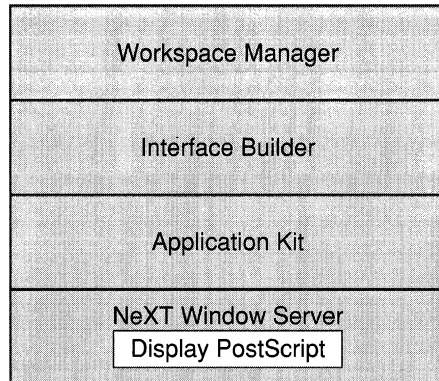 Workspace Manager
Interface Builder
Application Kit
NeXT Window Server
Display PostScript